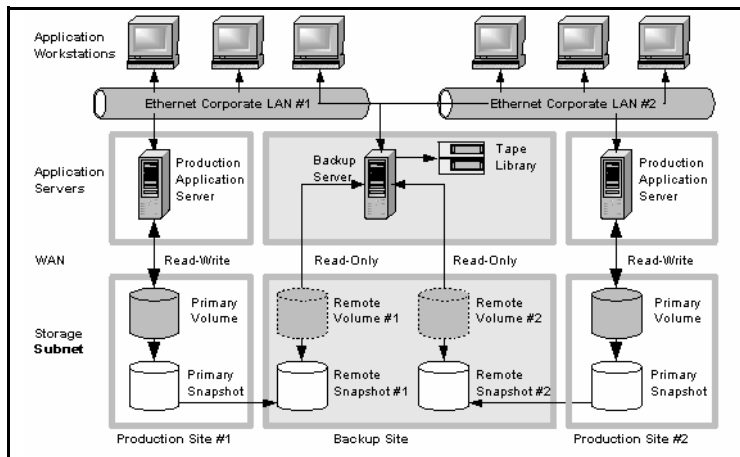 Application
Workstations
Ethernet Corporate LAN #1
Ethernet Corporate LAN #2
Application
Servers
Production
Application
Server
Backup
Server
Tape
Library
Production
Application
Server
WAN
Read-Write
Read-Only
Read-Only
Read-Write
Storage
Subnet
Primary
Volume
Remote
Volume #1
Remote
Volume #2
Primary
Volume
Primary
Snapshot
Remote
Snapshot #1
Remote
Snapshot #2
Primary
Snapshot
Production Site #1
Backup Site
Production Site #2